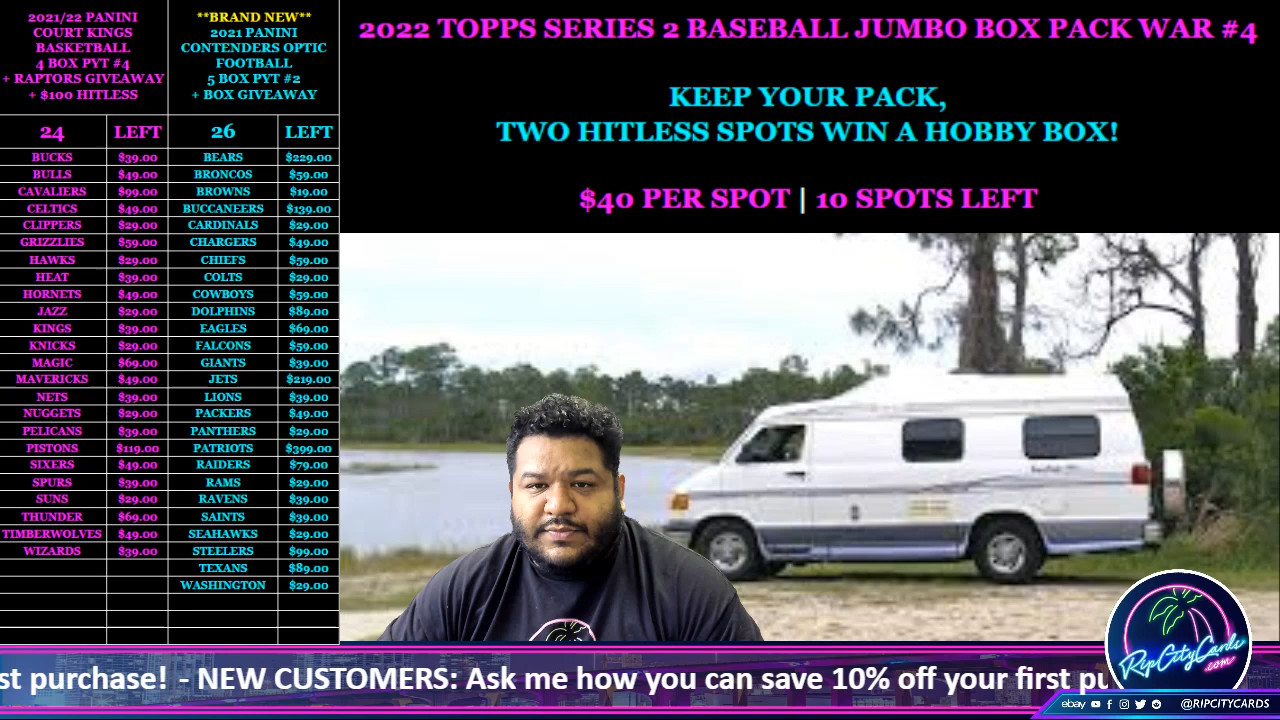 2021/22 PANINI
COURT KINGS
BASKETBALL
4 BOX PYT #4
+ RAPTORS GIVEAWAY
+ $100 HITLESS
**BRAND NEW**
2021 PANINI
CONTENDERS OPTIC
FOOTBALL
5 BOX PYT #2
+ BOX GIVEAWAY
2022 TOPPS SERIES 2 BASEBALL JUMBO BOX PACK WAR #4
KEEP YOUR PACK,
TWO HITLESS SPOTS WIN A HOBBY BOX!
$40 PER SPOT | 10 SPOTS LEFT
24 LEFT 26 LEFT
BUCKS $39.00 BEARS $229.00
BULLS $49.00 BRONCOS $59.00
CAVALIERS $99.00 BROWNS $19.00
CELTICS $49.00 BUCCANEERS $139.00
CLIPPERS $29.00 CARDINALS $29.00
GRIZZLIES $59.00 CHARGERS $49.00
HAWKS $29.00 CHIEFS $59.00
HEAT $39.00 COLTS $29.00
HORNETS $49.00 COWBOYS $59.00
JAZZ $29.00 DOLPHINS $89.00
KINGS $39.00 EAGLES $69.00
KNICKS $29.00 FALCONS $59.00
MAGIC $69.00 GIANTS $39.00
MAVERICKS $49.00 JETS $219.00
NETS $39.00 LIONS $39.00
NUGGETS $29.00 PACKERS $49.00
PELICANS $39.00 PANTHERS $29.00
PISTONS $119.00 PATRIOTS $399.00
SIXERS $49.00 RAIDERS $79.00
SPURS $39.00 RAMS $29.00
SUNS $29.00 RAVENS $39.00
THUNDER $69.00 SAINTS $39.00
TIMBERWOLVES $49.00 SEAHAWKS $29.00
WIZARDS $39.00 STEELERS $99.00
TEXANS $89.00
WASHINGTON $29.00
st purchase! - NEW CUSTOMERS: Ask me how you can save 10% off your first pu
RipCityCards
.com
ebay @RIPCITYCARDS